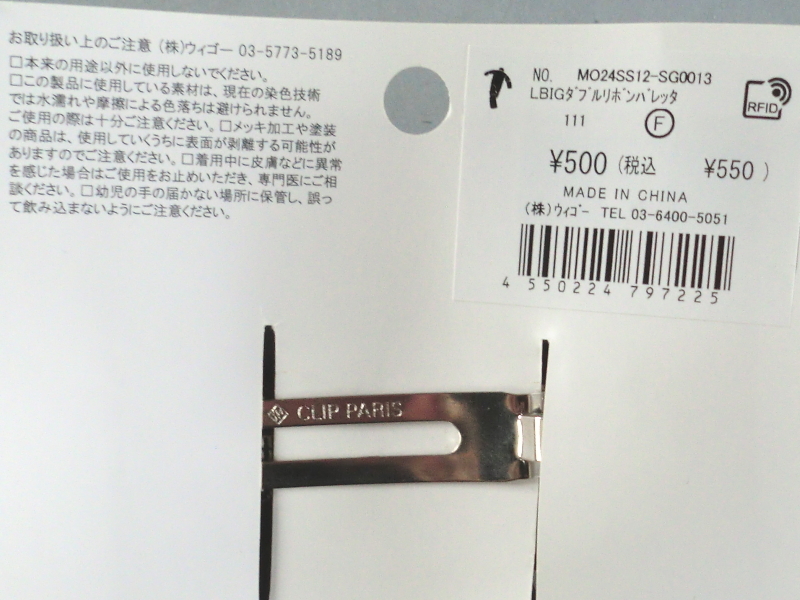 お取り扱い上のご注意 (株)ウィゴー 03-5773-5189
□本来の用途以外に使用しないでください。
□この製品に使用している素材は、現在の染色技術
では水濡れや摩擦による色落ちは避けられません。
ご使用の際は十分ご注意ください。□メッキ加工や塗装
の商品は、使用していくうちに表面が剥離する可能性が
ありますのでご注意ください。□着用中に皮膚などに異常
を感じた場合はご使用をお止めいただき、専門医にご相
談ください。□幼児の手の届かない場所に保管し、誤っ
て飲み込まないようにご注意ください。
NO. MO24SS12-SG0013
LBIGﾀﾞﾌﾞﾙﾘﾎﾞﾝﾊﾞﾚｯﾀ
111 F
RFID
¥500 (税込 ¥550 )
MADE IN CHINA
(株)ｳｨｺﾞｰ TEL 03-6400-5051
4 550224 797225
CLIP PARIS